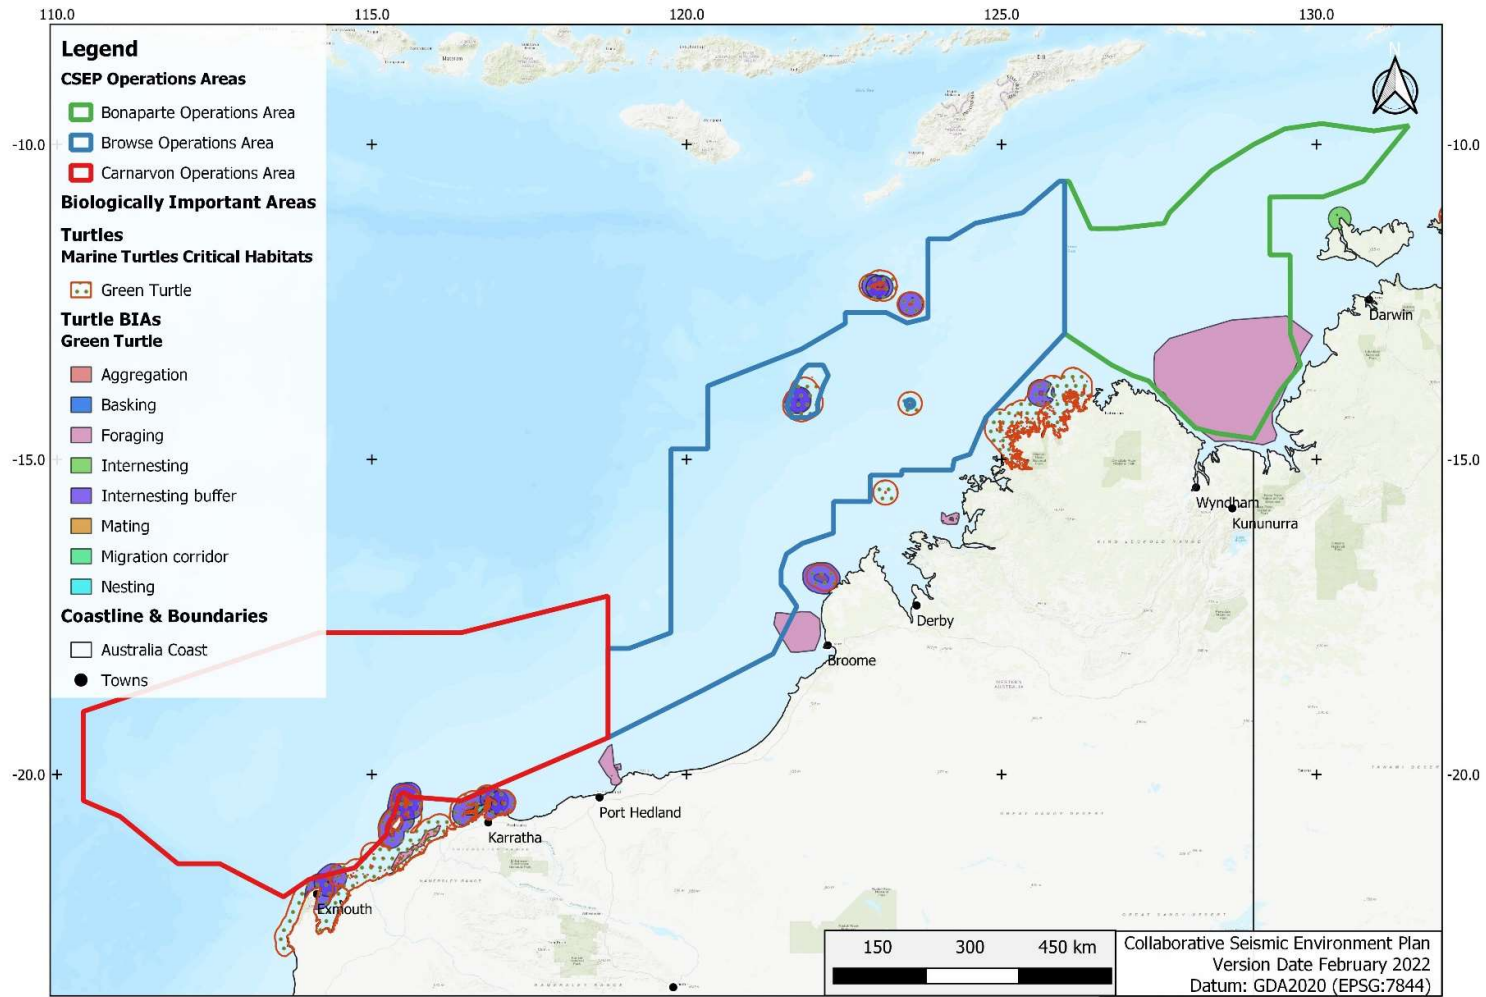 110.0 115.0 120.0 125.0 130.0
Legend
CSEP Operations Areas
Bonaparte Operations Area
Browse Operations Area
Carnarvon Operations Area
Biologically Important Areas
Turtles
Marine Turtles Critical Habitats
Green Turtle
Turtle BIAs
Green Turtle
Aggregation
Basking
Foraging
Internesting
Internesting buffer
Mating
Migration corridor
Nesting
Coastline & Boundaries
Australia Coast
Towns
N
-10.0 -10.0
Darwin
-15.0 -15.0
Wyndham
Kununurra
Derby
Broome
-20.0 -20.0
Port Hedland
Karratha
Exmouth
150 300 450 km
Collaborative Seismic Environment Plan
Version Date February 2022
Datum: GDA2020 (EPSG:7844)